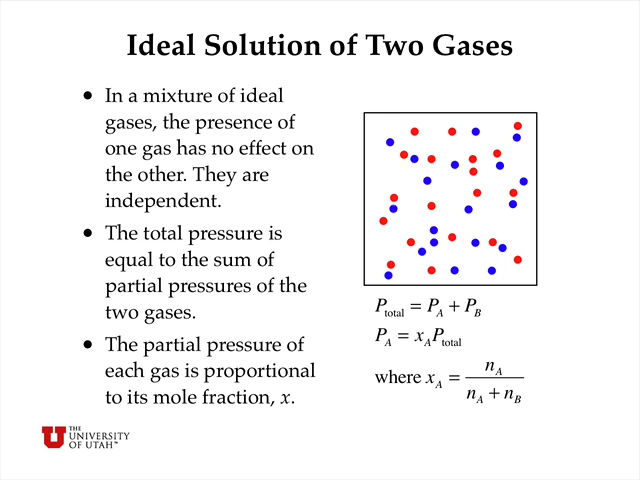 Ideal Solution of Two Gases
• In a mixture of ideal
gases, the presence of
one gas has no effect on
the other. They are
independent.
• The total pressure is
equal to the sum of
partial pressures of the
two gases.
• The partial pressure of
each gas is proportional
to its mole fraction, x.
P_total = P_A + P_B
P_A = x_A P_total
where x_A = n_A / (n_A + n_B)
THE
UNIVERSITY
OF UTAH™